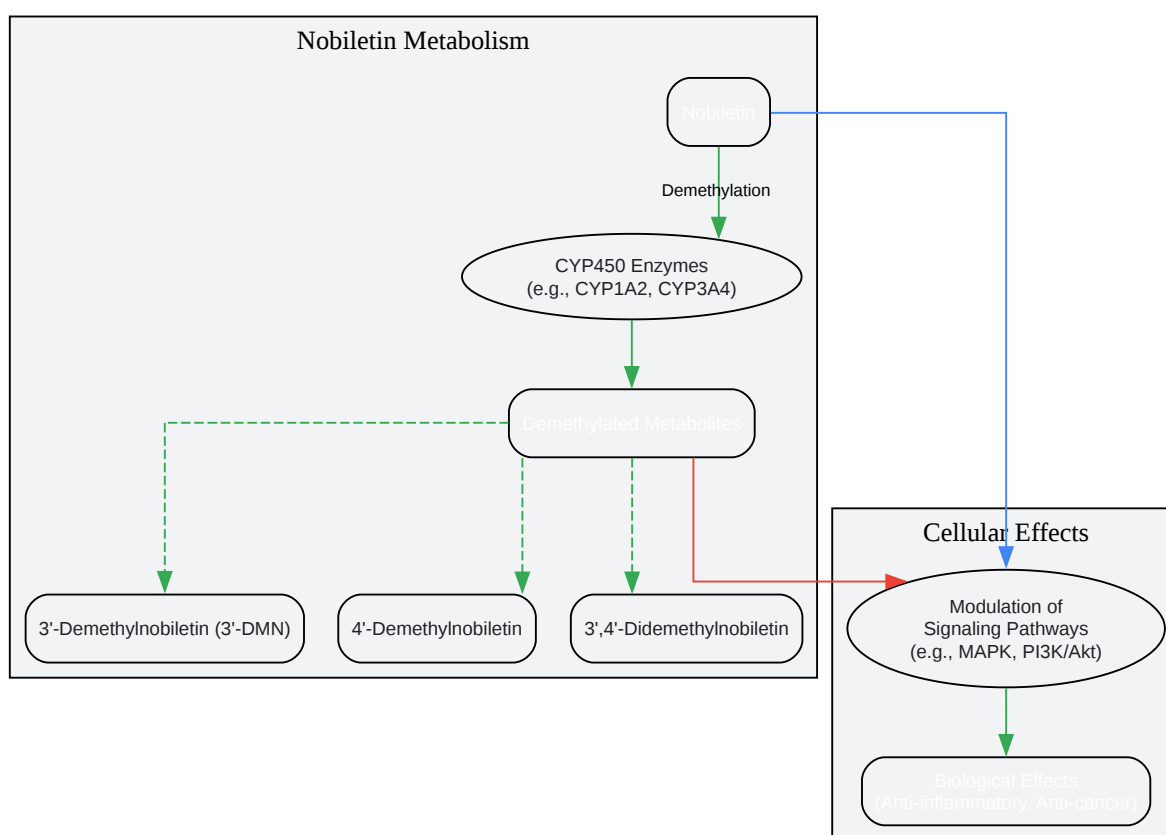 Nobiletin Metabolism
Nobiletin
Demethylation
CYP450 Enzymes
(e.g., CYP1A2, CYP3A4)
Demethylated Metabolites
3'-Demethylnobiletin (3'-DMN)
4'-Demethylnobiletin
3',4'-Didemethylnobiletin
Cellular Effects
Modulation of
Signaling Pathways
(e.g., MAPK, PI3K/Akt)
Biological Effects
(Anti-inflammatory, Anti-cancer)